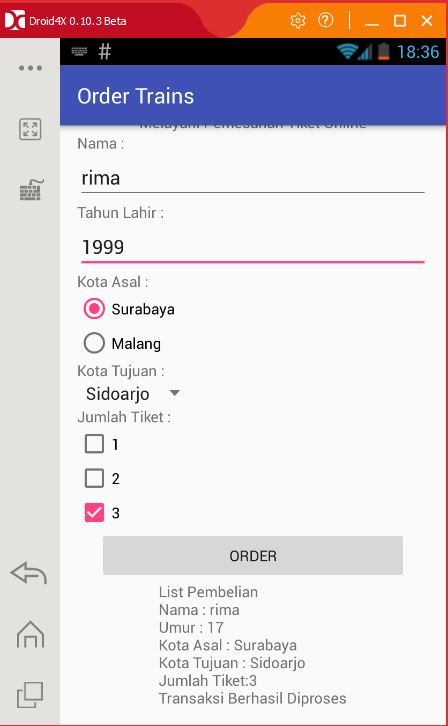 Droid4X 0.10.3 Beta
# 18:36
Order Trains
Melayani Pemesanan Tiket Online
Nama :
rima
Tahun Lahir :
1999
Kota Asal :
Surabaya
Malang
Kota Tujuan :
Sidoarjo
Jumlah Tiket :
1
2
3
ORDER
List Pembelian
Nama : rima
Umur : 17
Kota Asal : Surabaya
Kota Tujuan : Sidoarjo
Jumlah Tiket:3
Transaksi Berhasil Diproses